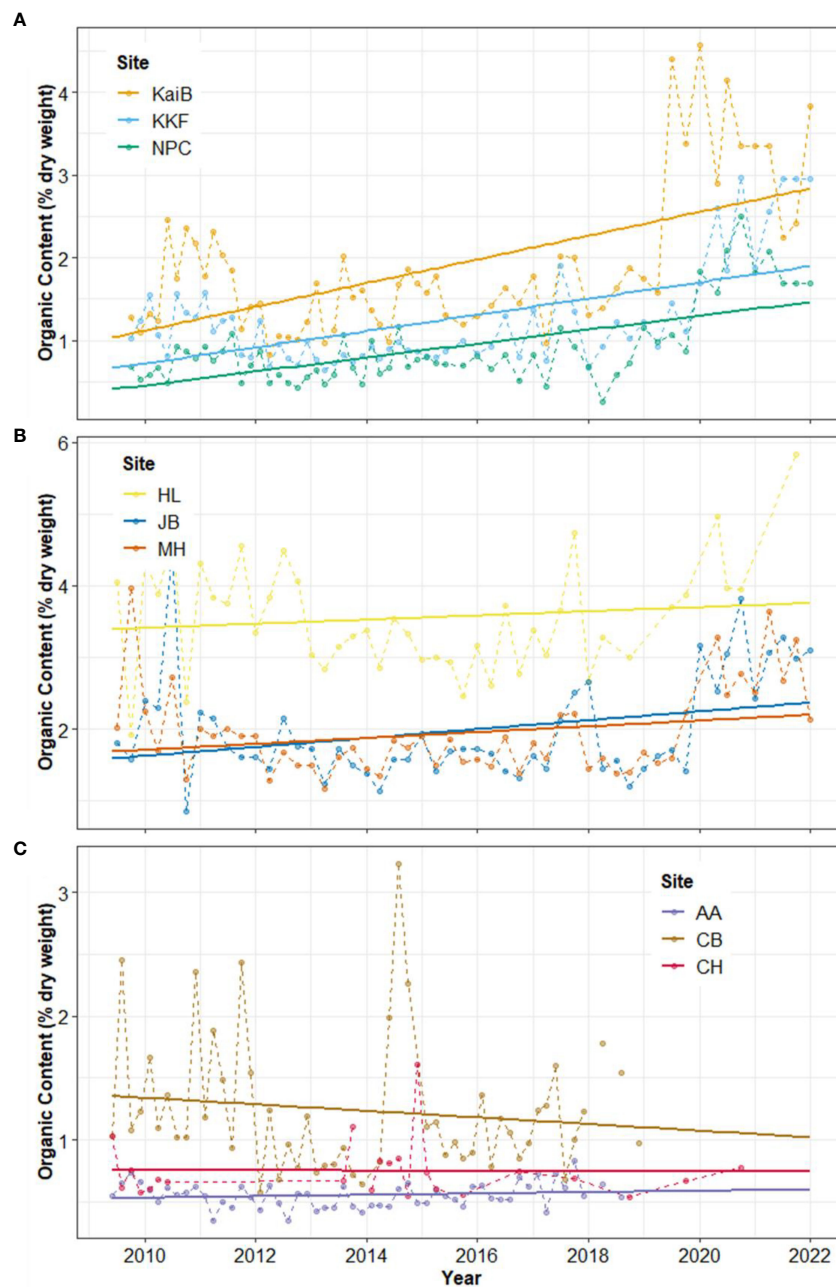 A
Organic Content (% dry weight)
4
3
2
1
Site
KaiB
KKF
NPC
B
Organic Content (% dry weight)
6
4
2
Site
HL
JB
MH
C
Organic Content (% dry weight)
3
2
1
Site
AA
CB
CH
2010 2012 2014 2016 2018 2020 2022
Year